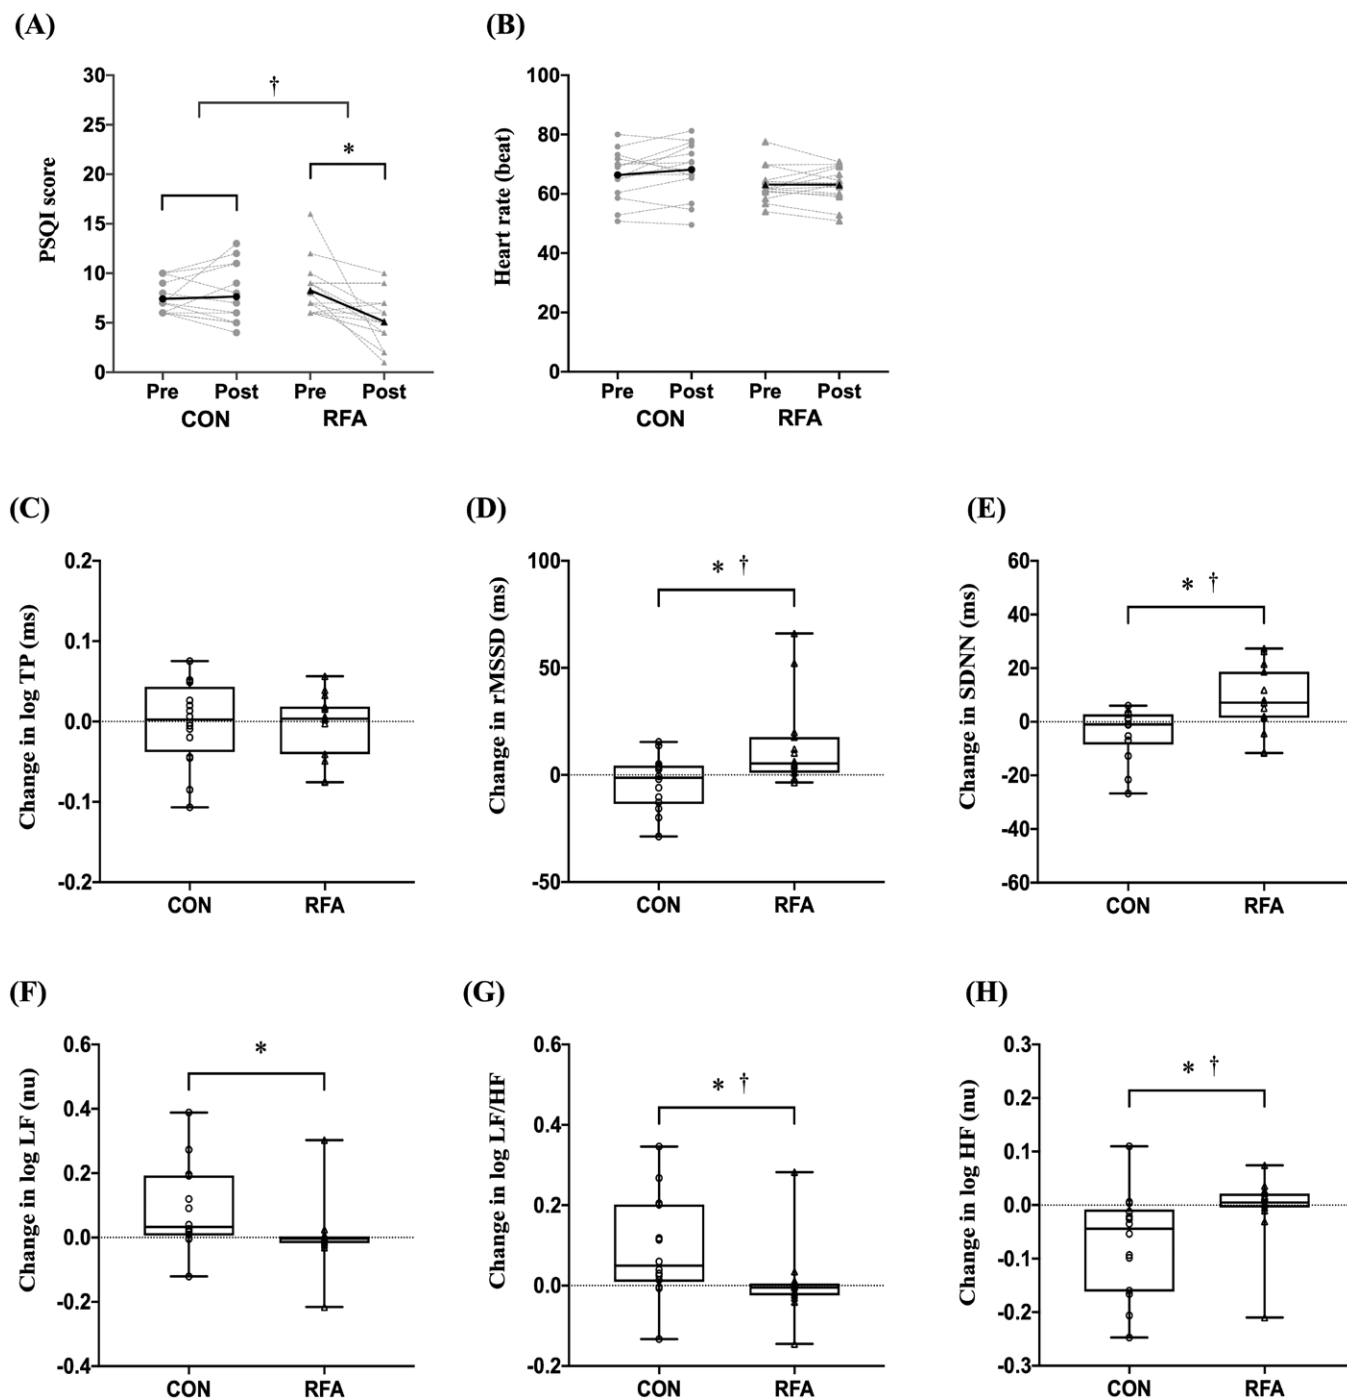 (A)
(B)
PSQI score
30
25
20
15
10
5
0
†
*
Pre
Post
Pre
Post
CON
RFA
Heart rate (beat)
100
80
60
40
20
0
Pre
Post
Pre
Post
CON
RFA
(C)
(D)
(E)
Change in log TP (ms)
0.2
0.1
0.0
-0.1
-0.2
CON
RFA
Change in rMSSD (ms)
100
50
0
-50
* †
CON
RFA
Change in SDNN (ms)
60
40
20
0
-20
-40
-60
* †
CON
RFA
(F)
(G)
(H)
Change in log LF (nu)
0.6
0.4
0.2
0.0
-0.2
-0.4
*
CON
RFA
Change in log LF/HF
0.6
0.4
0.2
0.0
-0.2
* †
CON
RFA
Change in log HF (nu)
0.3
0.2
0.1
0.0
-0.1
-0.2
-0.3
* †
CON
RFA